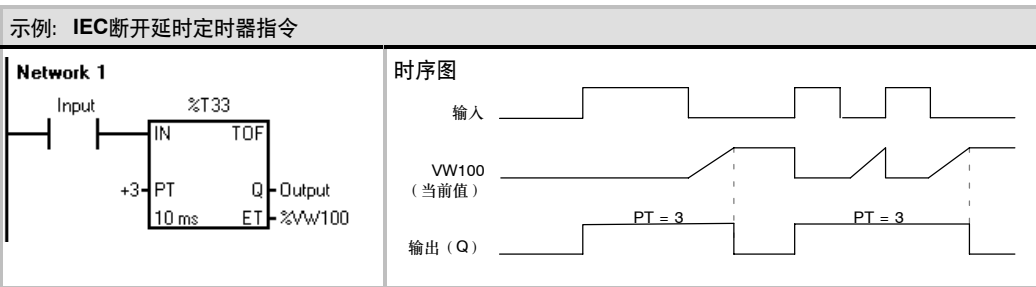 示例: IEC断开延时定时器指令
Network 1
Input
%T33
IN TOF
+3 PT Q Output
10 ms ET %VW100
时序图
输入
VW100
（当前值）
PT = 3 PT = 3
输出（Q）